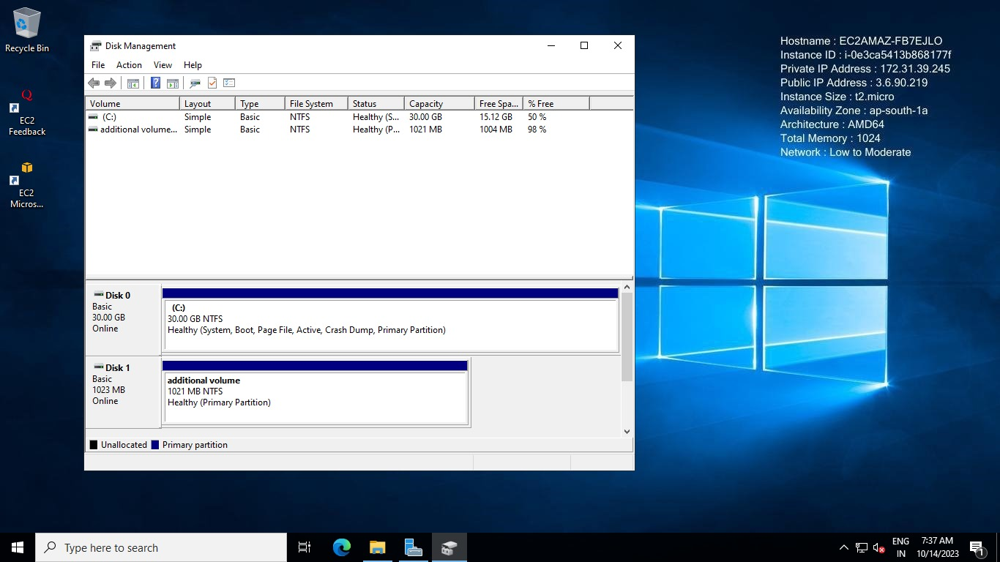 Recycle Bin
EC2
Feedback
EC2
Micros...
Disk Management
File Action View Help
Volume Layout Type File System Status Capacity Free Spa... % Free
(C:) Simple Basic NTFS Healthy (S... 30.00 GB 15.12 GB 50 %
additional volume... Simple Basic NTFS Healthy (P... 1021 MB 1004 MB 98 %
Disk 0
Basic
30.00 GB
Online
(C:)
30.00 GB NTFS
Healthy (System, Boot, Page File, Active, Crash Dump, Primary Partition)
Disk 1
Basic
1023 MB
Online
additional volume
1021 MB NTFS
Healthy (Primary Partition)
Unallocated Primary partition
Hostname : EC2AMAZ-FB7EJLO
Instance ID : i-0e3ca5413b868177f
Private IP Address : 172.31.39.245
Public IP Address : 3.6.90.219
Instance Size : t2.micro
Availability Zone : ap-south-1a
Architecture : AMD64
Total Memory : 1024
Network : Low to Moderate
Type here to search
ENG
IN
7:37 AM
10/14/2023
1